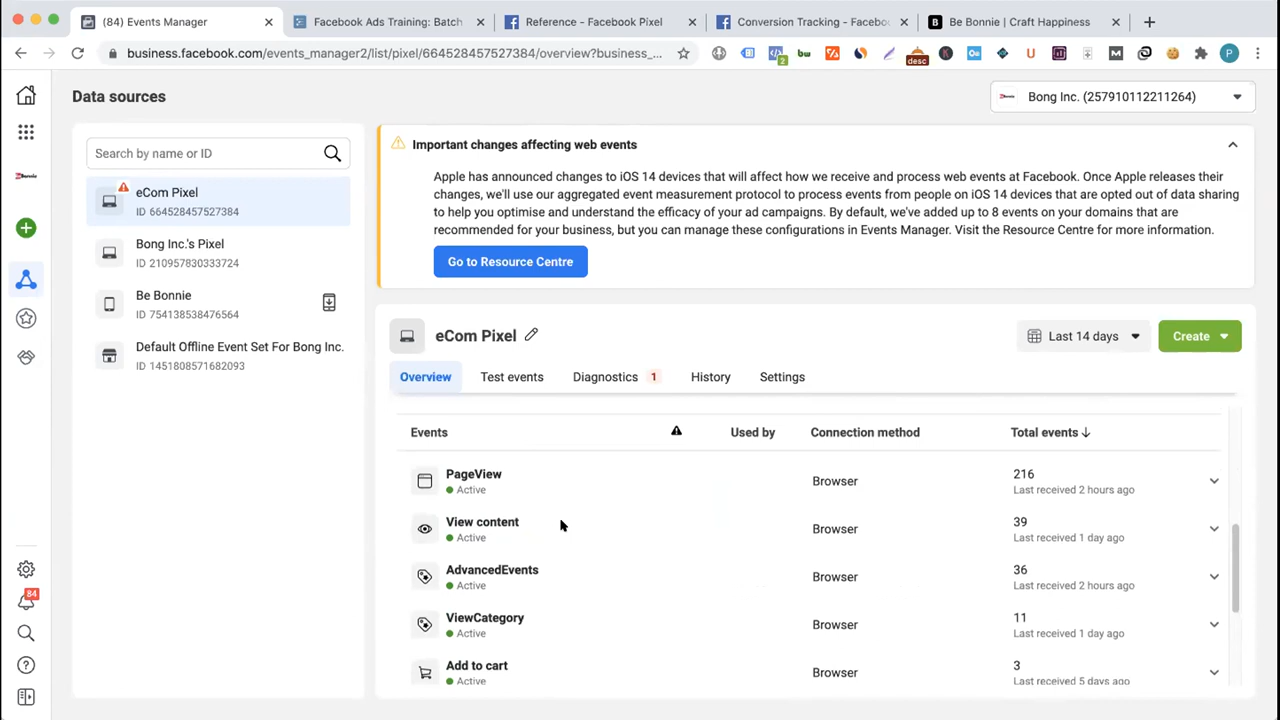 (84) Events Manager
Facebook Ads Training: Batch
Reference - Facebook Pixel
Conversion Tracking - Facebo
Be Bonnie | Craft Happiness
business.facebook.com/events_manager2/list/pixel/664528457527384/overview?business_...
2
bw
desc
K
Oe
U
M
P
Data sources
Bonnie
Bong Inc. (257910112211264)
Search by name or ID
eCom Pixel
ID 664528457527384
Bong Inc.'s Pixel
ID 210957830333724
Be Bonnie
ID 754138538476564
Default Offline Event Set For Bong Inc.
ID 1451808571682093
84
Important changes affecting web events
Apple has announced changes to iOS 14 devices that will affect how we receive and process web events at Facebook. Once Apple releases their
changes, we'll use our aggregated event measurement protocol to process events from people on iOS 14 devices that are opted out of data sharing
to help you optimise and understand the efficacy of your ad campaigns. By default, we've added up to 8 events on your domains that are
recommended for your business, but you can manage these configurations in Events Manager. Visit the Resource Centre for more information.
Go to Resource Centre
eCom Pixel
Last 14 days
Create
Overview Test events Diagnostics 1 History Settings
Events Used by Connection method Total events
PageView Browser 216
Active Last received 2 hours ago
View content Browser 39
Active Last received 1 day ago
AdvancedEvents Browser 36
Active Last received 2 hours ago
ViewCategory Browser 11
Active Last received 1 day ago
Add to cart Browser 3
Active Last received 5 days ago